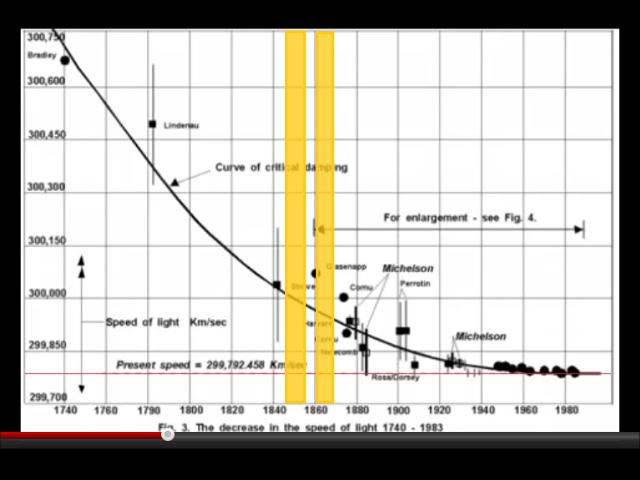 300,750
Bradley
300,600
Lindenau
300,450
Curve of critical damping
300,300
For enlargement - see Fig. 4.
300,150
Glasenapp
Michelson
Cornu
Perrotin
300,000
Speed of light Km/sec
Harvard
Cornu
Newcomb
Michelson
299,850
Present speed = 299,792.458 Km/sec
Rosa/Dorsey
299,700
1740 1760 1780 1800 1820 1840 1860 1880 1900 1920 1940 1960 1980
Fig. 3. The decrease in the speed of light 1740 - 1983